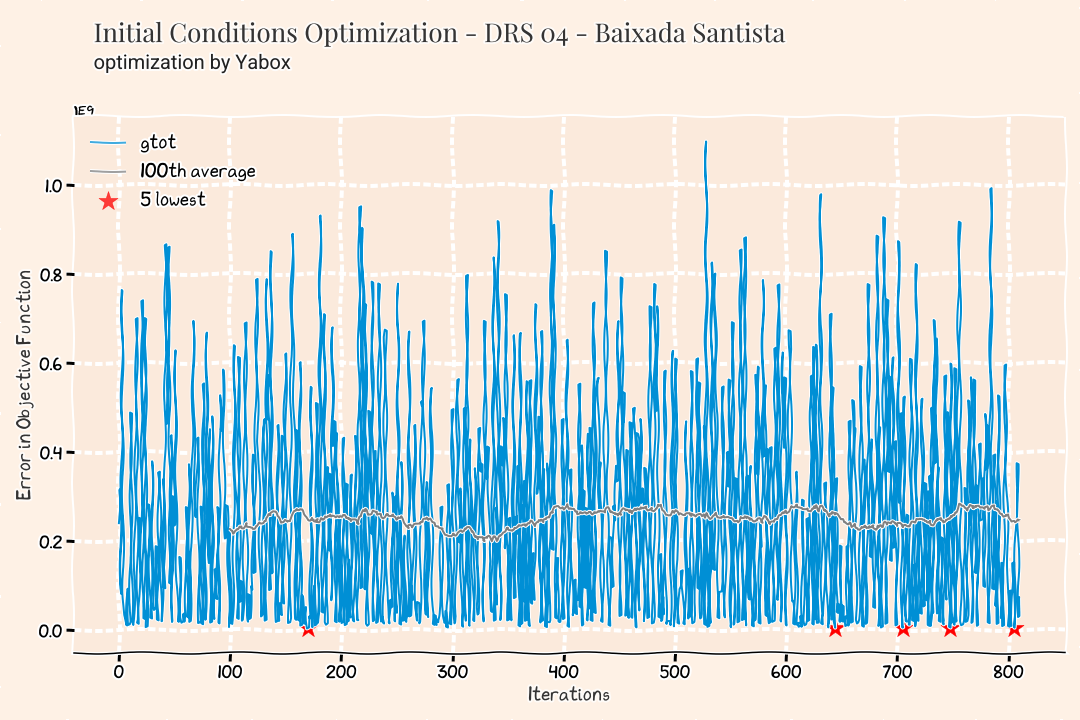 Initial Conditions Optimization - DRS 04 - Baixada Santista
optimization by Yabox
1E9
gtot
100th average
5 lowest
1.0
0.8
0.6
0.4
0.2
0.0
Error in Objective Function
0 100 200 300 400 500 600 700 800
Iterations